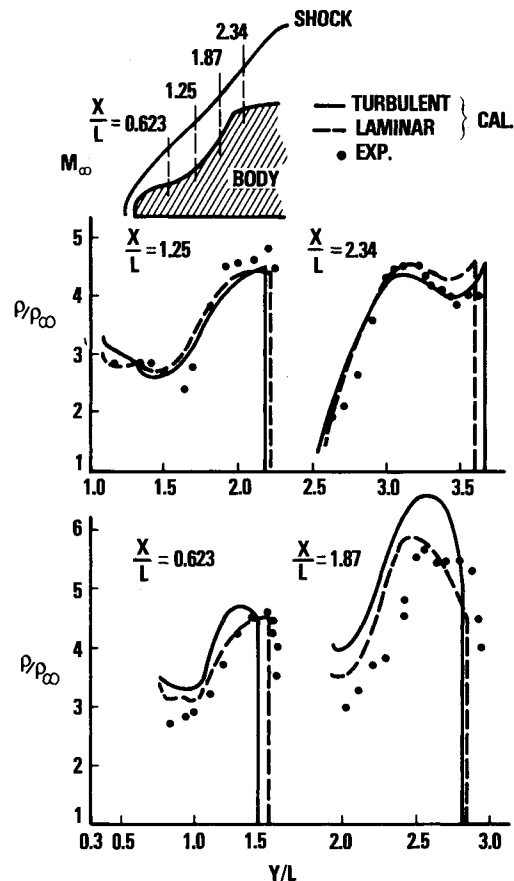 SHOCK
2.34
1.87
1.25
X/L = 0.623
M∞
BODY
TURBULENT
LAMINAR
CAL.
EXP.
X/L = 1.25
X/L = 2.34
ρ/ρ∞
5
4
3
2
1
1.0
1.5
2.0
2.5
3.0
3.5
X/L = 0.623
X/L = 1.87
ρ/ρ∞
6
5
4
3
2
1
0.3 0.5
1.0
1.5
2.0
2.5
3.0
Y/L